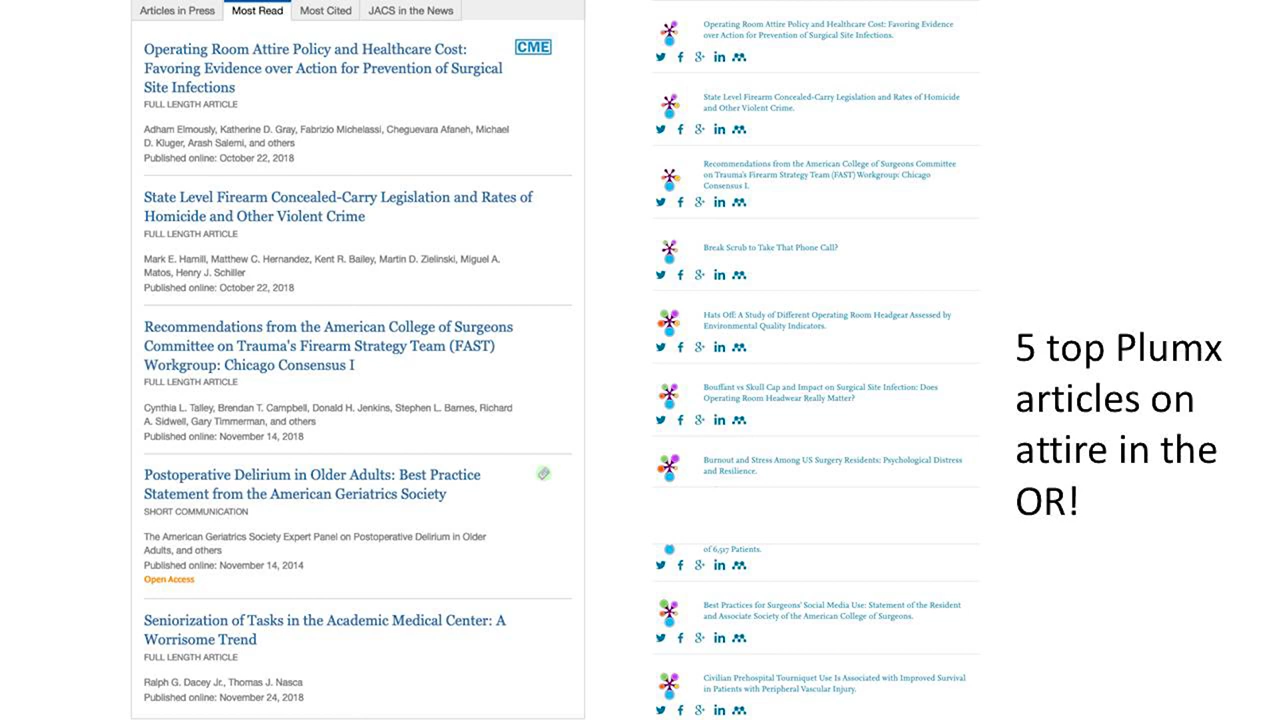 Articles in Press
Most Read
Most Cited
JACS in the News
Operating Room Attire Policy and Healthcare Cost:
Favoring Evidence over Action for Prevention of Surgical
Site Infections
CME
FULL LENGTH ARTICLE
Adham Elmously, Katherine D. Gray, Fabrizio Michelassi, Cheguevara Afaneh, Michael
D. Kluger, Arash Salemi, and others
Published online: October 22, 2018
State Level Firearm Concealed-Carry Legislation and Rates of
Homicide and Other Violent Crime
FULL LENGTH ARTICLE
Mark E. Hamill, Matthew C. Hernandez, Kent R. Bailey, Martin D. Zielinski, Miguel A.
Matos, Henry J. Schiller
Published online: October 22, 2018
Recommendations from the American College of Surgeons
Committee on Trauma's Firearm Strategy Team (FAST)
Workgroup: Chicago Consensus I
FULL LENGTH ARTICLE
Cynthia L. Talley, Brendan T. Campbell, Donald H. Jenkins, Stephen L. Barnes, Richard
A. Sidwell, Gary Timmerman, and others
Published online: November 14, 2018
Postoperative Delirium in Older Adults: Best Practice
Statement from the American Geriatrics Society
SHORT COMMUNICATION
The American Geriatrics Society Expert Panel on Postoperative Delirium in Older
Adults, and others
Published online: November 14, 2014
Open Access
Seniorization of Tasks in the Academic Medical Center: A
Worrisome Trend
FULL LENGTH ARTICLE
Ralph G. Dacey Jr., Thomas J. Nasca
Published online: November 24, 2018
Operating Room Attire Policy and Healthcare Cost: Favoring Evidence
over Action for Prevention of Surgical Site Infections.
State Level Firearm Concealed-Carry Legislation and Rates of Homicide
and Other Violent Crime.
Recommendations from the American College of Surgeons Committee
on Trauma's Firearm Strategy Team (FAST) Workgroup: Chicago
Consensus I.
Break Scrub to Take That Phone Call?
Hats Off: A Study of Different Operating Room Headgear Assessed by
Environmental Quality Indicators.
Bouffant vs Skull Cap and Impact on Surgical Site Infection: Does
Operating Room Headwear Really Matter?
Burnout and Stress Among US Surgery Residents: Psychological Distress
and Resilience.
of 6,517 Patients.
Best Practices for Surgeons' Social Media Use: Statement of the Resident
and Associate Society of the American College of Surgeons.
Civilian Prehospital Tourniquet Use Is Associated with Improved Survival
in Patients with Peripheral Vascular Injury.
5 top Plumx
articles on
attire in the
OR!